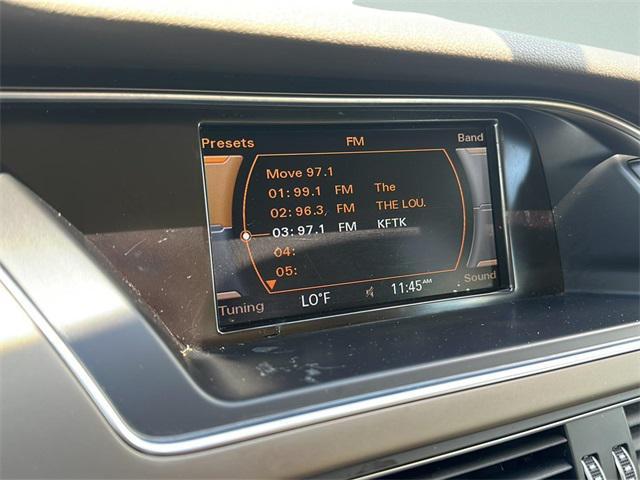 Presets FM Band
Move 97.1
01: 99.1 FM The
02: 96.3, FM THE LOU.
03: 97.1 FM KFTK
04:
05:
Tuning LO°F 11:45AM Sound